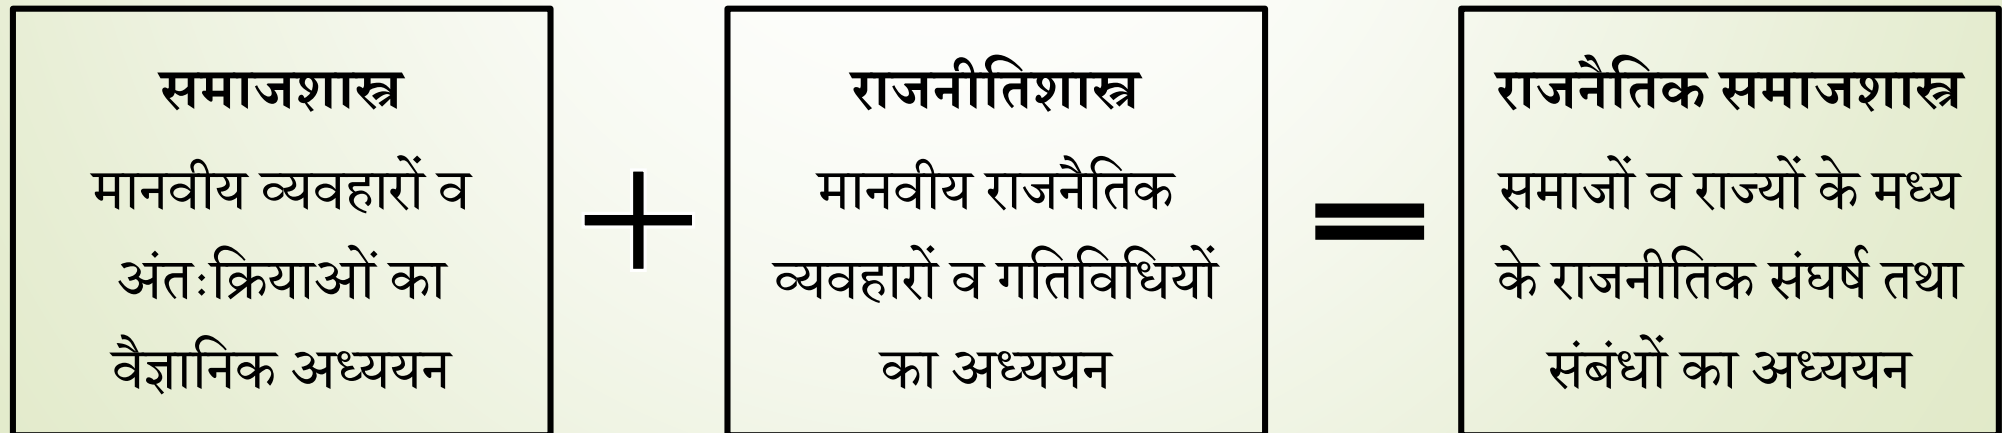 समाजशास्त्र
मानवीय व्यवहारों व
अंतःक्रियाओं का
वैज्ञानिक अध्ययन
+
राजनीतिशास्त्र
मानवीय राजनैतिक
व्यवहारों व गतिविधियों
का अध्ययन
=
राजनैतिक समाजशास्त्र
समाजों व राज्यों के मध्य
के राजनीतिक संघर्ष तथा
संबंधों का अध्ययन